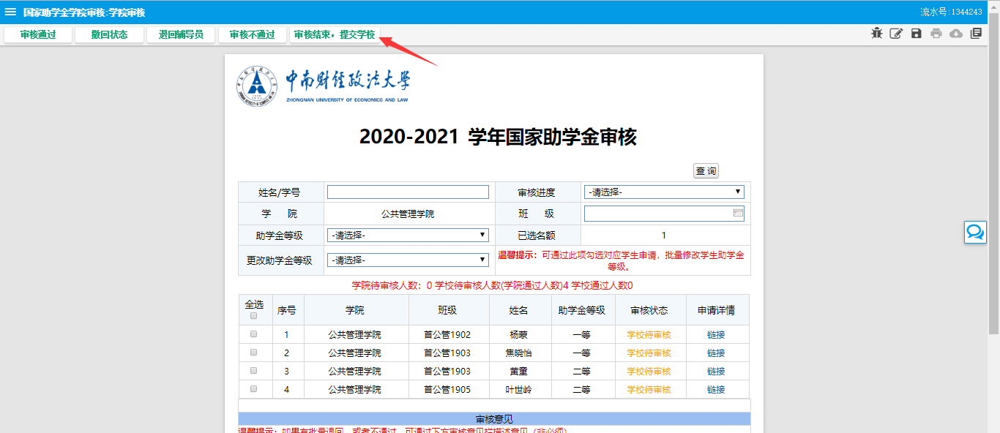 国家助学金学院审核-学院审核 流水号:1344243
审核通过 撤回状态 退回辅导员 审核不通过 审核结束，提交学校
中南财经政法大学
ZHONGNAN UNIVERSITY OF ECONOMICS AND LAW
2020-2021 学年国家助学金审核
查 询
姓名/学号 审核进度 -请选择-
学 院 公共管理学院 班 级
助学金等级 -请选择- 已选名额 1
更改助学金等级 -请选择- 温馨提示：可通过此项勾选对应学生申请，批量修改学生助学金
等级。
学院待审核人数：0 学校待审核人数(学院通过人数)4 学校通过人数0
全选 序号 学院 班级 姓名 助学金等级 审核状态 申请详情
1 公共管理学院 首公管1902 杨蒙 一等 学校待审核 链接
2 公共管理学院 首公管1903 焦晓怡 一等 学校待审核 链接
3 公共管理学院 首公管1903 黄童 二等 学校待审核 链接
4 公共管理学院 首公管1905 叶世岭 二等 学校待审核 链接
审核意见
温馨提示：如果有批量退回，或者不通过，可通过下方审核意见栏描述意见（非必须）